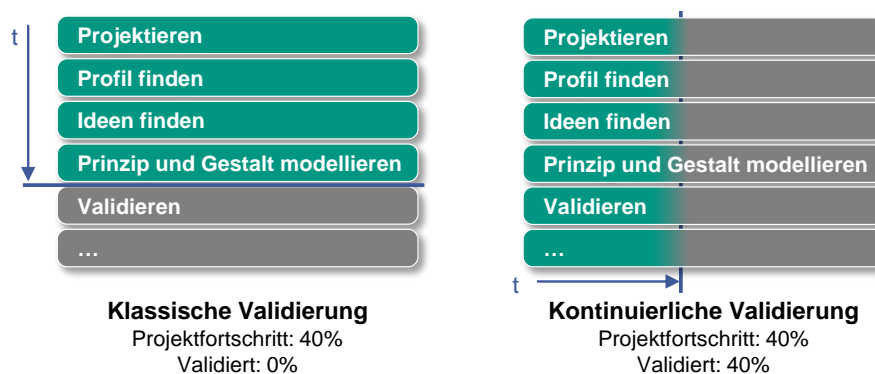 t
Projektieren
Profil finden
Ideen finden
Prinzip und Gestalt modellieren
Validieren
…
Klassische Validierung
Projektfortschritt: 40%
Validiert: 0%
Projektieren
Profil finden
Ideen finden
Prinzip und Gestalt modellieren
Validieren
…
t
Kontinuierliche Validierung
Projektfortschritt: 40%
Validiert: 40%